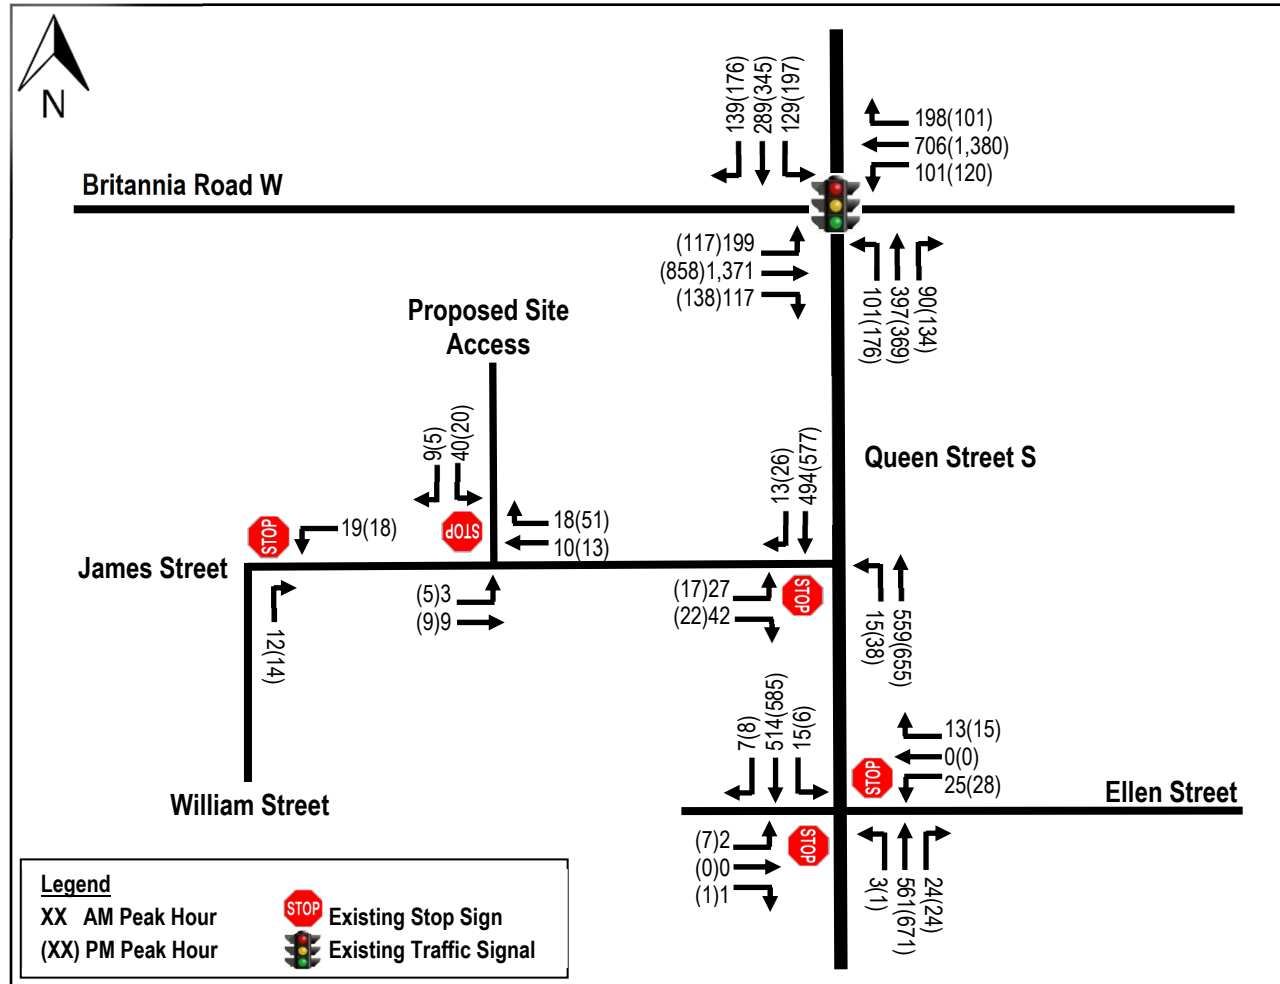 N
139(176)
289(345)
129(197)
198(101)
706(1,380)
101(120)
Britannia Road W
(117)199
(858)1,371
(138)117
101(176)
397(369)
90(134)
Proposed Site
Access
9(5)
40(20)
13(26)
494(577)
Queen Street S
STOP
19(18)
STOP
18(51)
10(13)
James Street
(5)3
(9)9
(17)27
(22)42
STOP
12(14)
15(38)
559(655)
7(8)
514(585)
15(6)
13(15)
0(0)
25(28)
STOP
William Street
Ellen Street
(7)2
(0)0
(1)1
STOP
3(1)
561(671)
24(24)
Legend
XX AM Peak Hour
STOP Existing Stop Sign
(XX) PM Peak Hour
Existing Traffic Signal